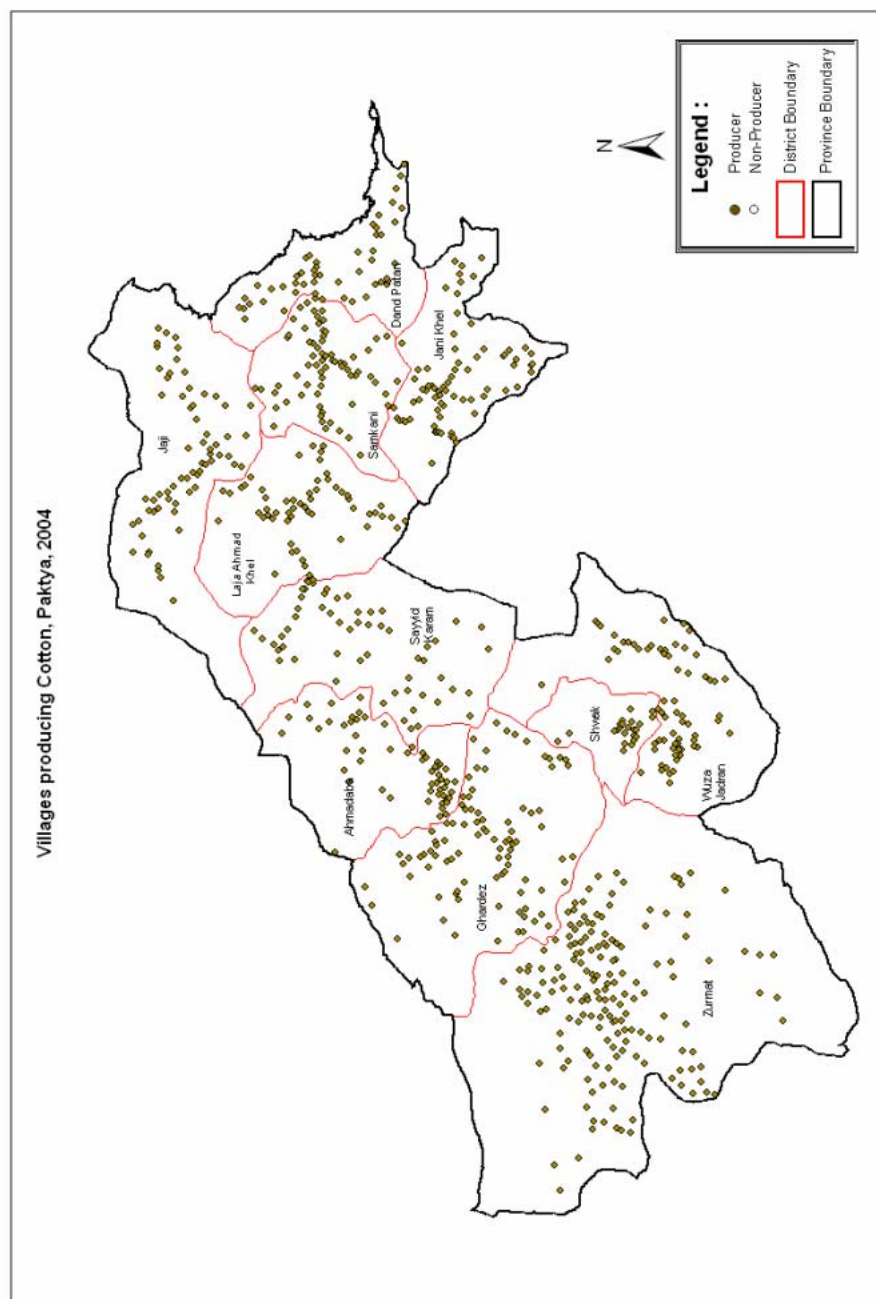 Villages producing Cotton, Paktya, 2004
N
Legend :
Producer
Non-Producer
District Boundary
Province Boundary
Jaji
Laja Ahmad
Khel
Samkani
Dand Patan
Jani Khel
Sayyid
Karam
Ahmadaba
Ghardez
Shwak
Wuza
Jadran
Zurmat